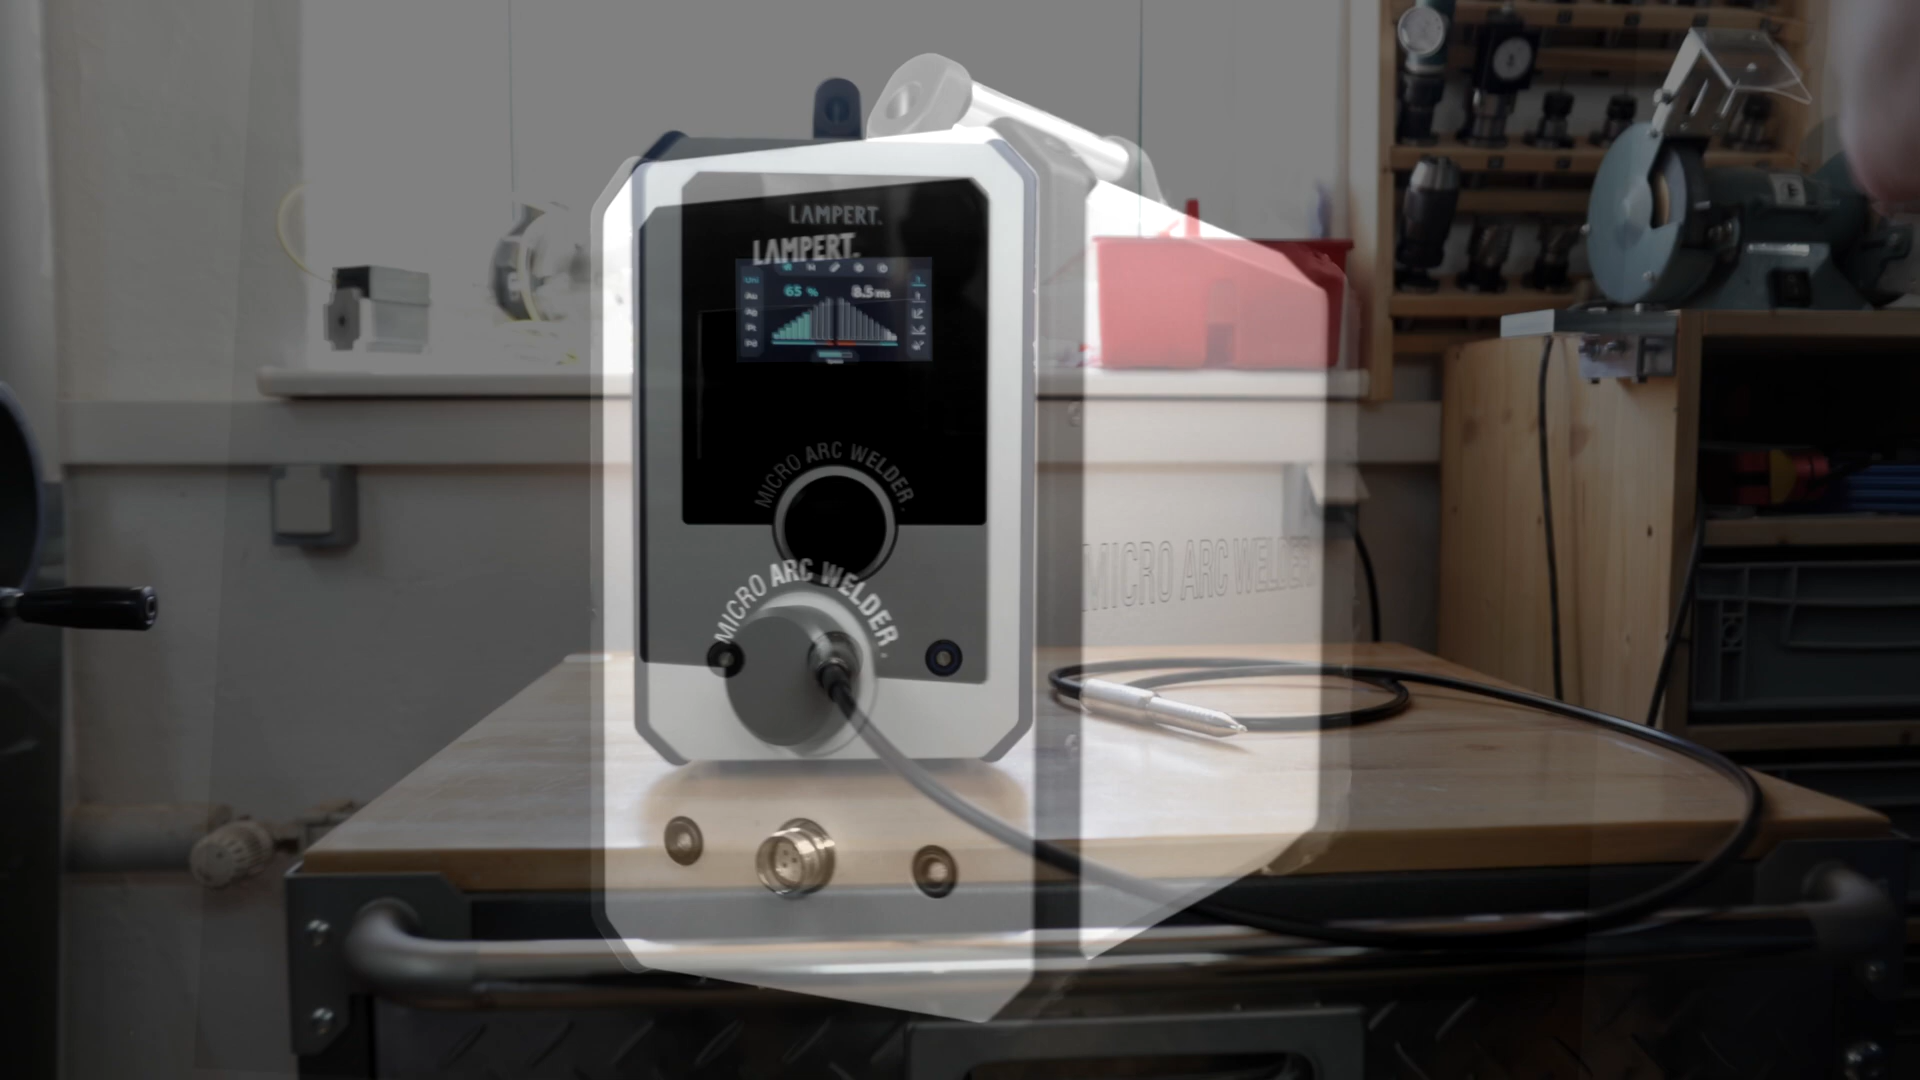 LAMPERT.
LAMPERT.
65 %
8.5 ms
MICRO ARC WELDER.
MICRO ARC WELDER.
MICRO ARC WELDER